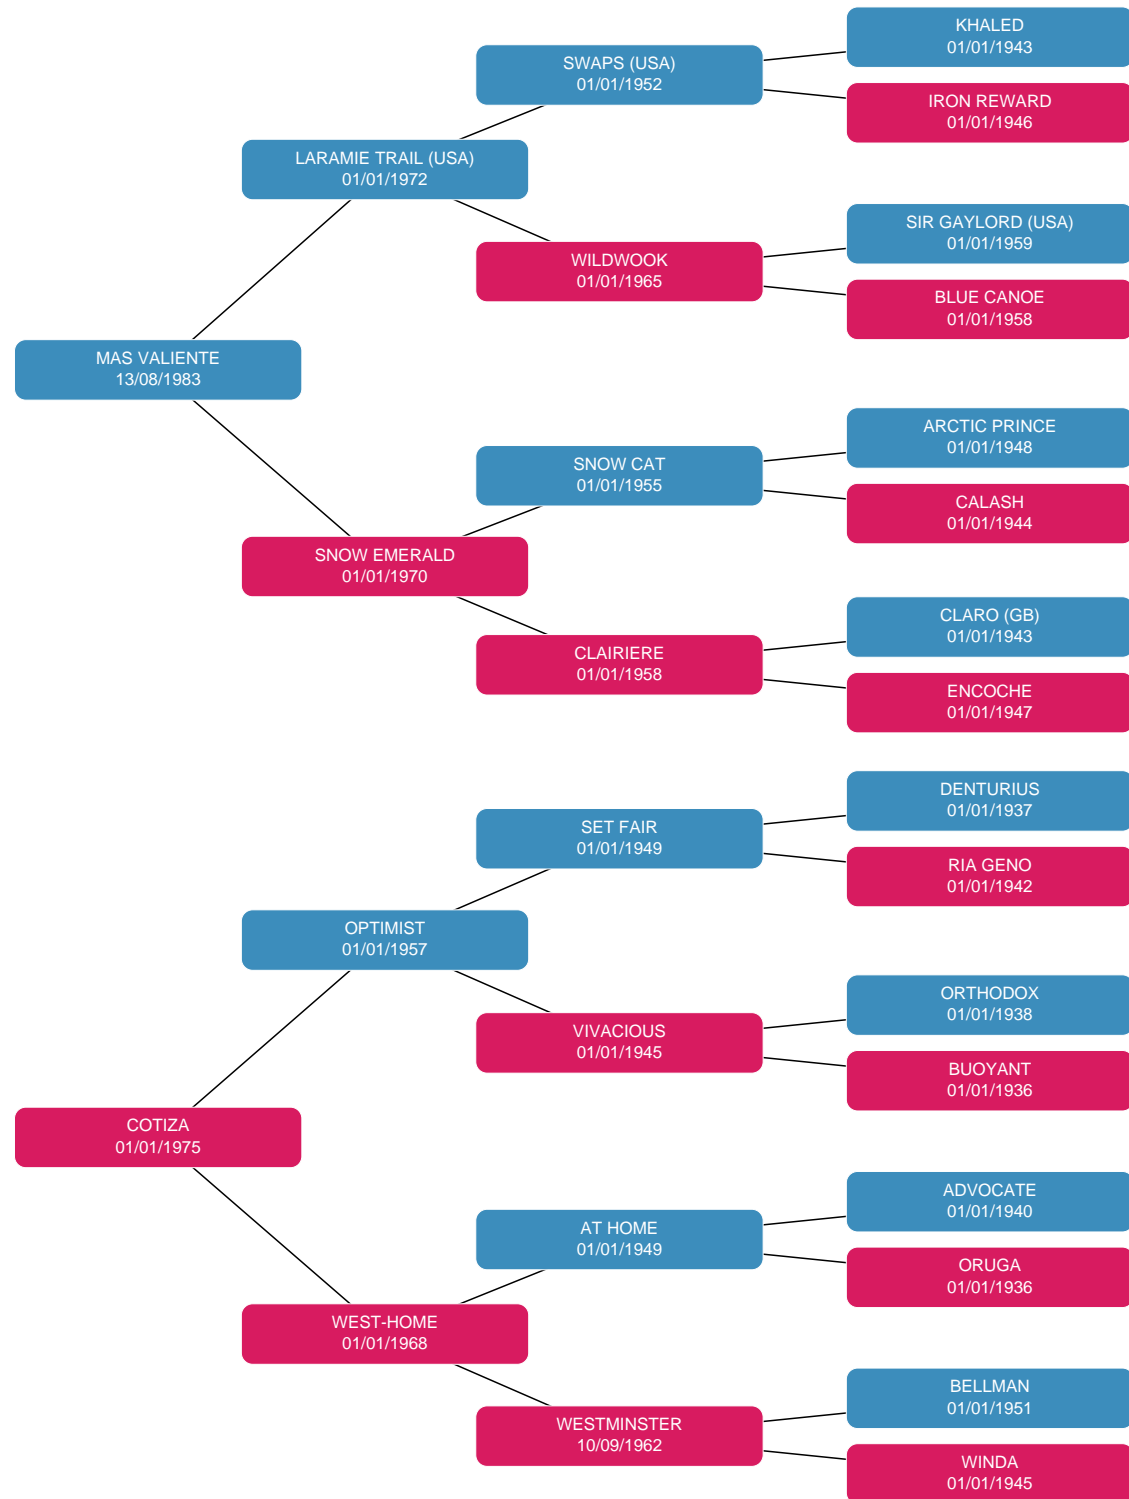 KHALED
01/01/1943
SWAPS (USA)
01/01/1952
IRON REWARD
01/01/1946
LARAMIE TRAIL (USA)
01/01/1972
SIR GAYLORD (USA)
01/01/1959
WILDWOOK
01/01/1965
BLUE CANOE
01/01/1958
MAS VALIENTE
13/08/1983
ARCTIC PRINCE
01/01/1948
SNOW CAT
01/01/1955
CALASH
01/01/1944
SNOW EMERALD
01/01/1970
CLARO (GB)
01/01/1943
CLAIRIERE
01/01/1958
ENCOCHE
01/01/1947
DENTURIUS
01/01/1937
SET FAIR
01/01/1949
RIA GENO
01/01/1942
OPTIMIST
01/01/1957
ORTHODOX
01/01/1938
VIVACIOUS
01/01/1945
BUOYANT
01/01/1936
COTIZA
01/01/1975
ADVOCATE
01/01/1940
AT HOME
01/01/1949
ORUGA
01/01/1936
WEST-HOME
01/01/1968
BELLMAN
01/01/1951
WESTMINSTER
10/09/1962
WINDA
01/01/1945